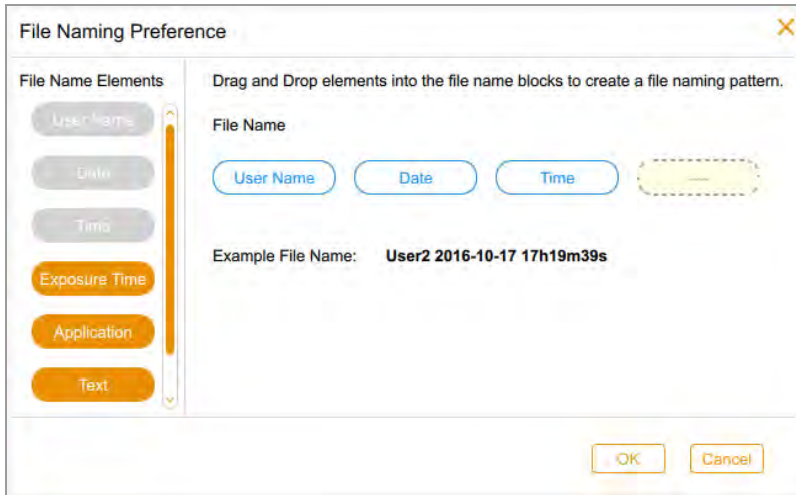 File Naming Preference
File Name Elements
User Name
Date
Time
Exposure Time
Application
Text
Drag and Drop elements into the file name blocks to create a file naming pattern.
File Name
User Name Date Time
Example File Name: User2 2016-10-17 17h19m39s
OK Cancel